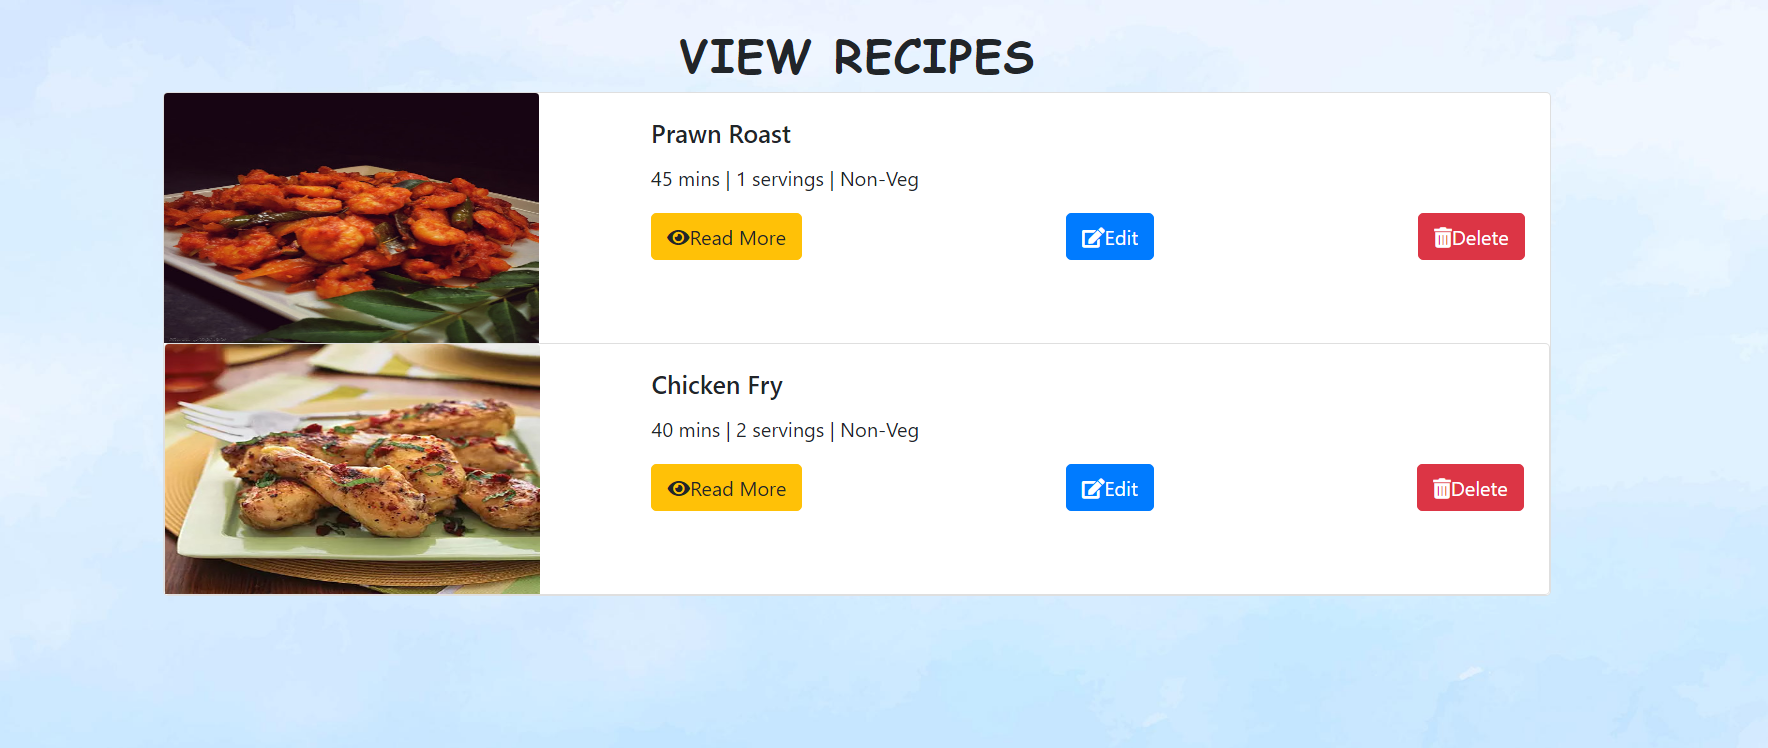 VIEW RECIPES
Prawn Roast
45 mins | 1 servings | Non-Veg
Read More
Edit
Delete
Chicken Fry
40 mins | 2 servings | Non-Veg
Read More
Edit
Delete